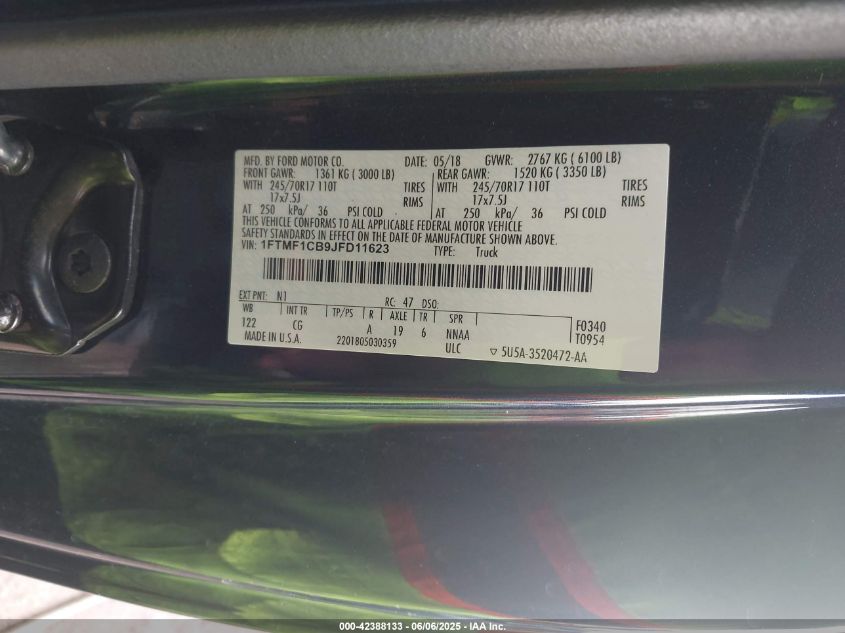 MFD. BY FORD MOTOR CO. DATE: 05/18 GVWR: 2767 KG ( 6100 LB)
FRONT GAWR: 1361 KG ( 3000 LB) REAR GAWR: 1520 KG ( 3350 LB)
WITH 245/70R17 110T TIRES WITH 245/70R17 110T TIRES
17x7.5J RIMS 17x7.5J RIMS
AT 250 kPa/ 36 PSI COLD AT 250 kPa/ 36 PSI COLD
THIS VEHICLE CONFORMS TO ALL APPLICABLE FEDERAL MOTOR VEHICLE
SAFETY STANDARDS IN EFFECT ON THE DATE OF MANUFACTURE SHOWN ABOVE.
VIN: 1FTMF1CB9JFD11623 TYPE: Truck
EXT PNT: N1 RC: 47 DSO:
WB INT TR TP/PS R AXLE TR SPR F0340
122 CG A 19 6 NNAA T0954
MADE IN U.S.A. 2201805030359 ULC ▽ 5U5A-3520472-AA
000-42388133 - 06/06/2025 - IAA Inc.